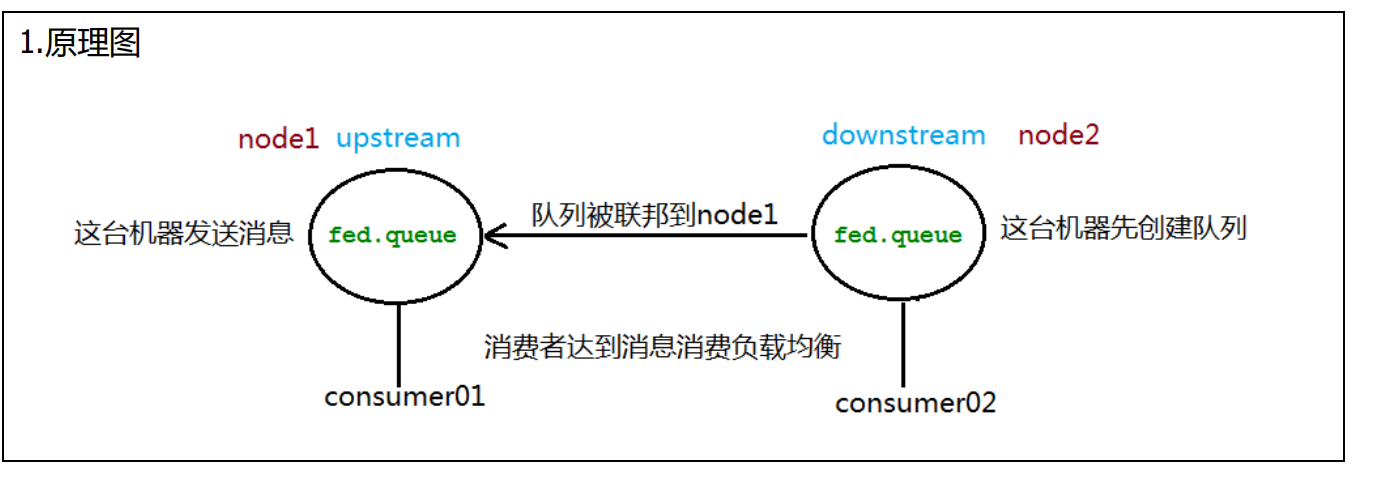 1.原理图
node1 upstream
downstream node2
这台机器发送消息
fed.queue
队列被联邦到node1
fed.queue
这台机器先创建队列
消费者达到消息消费负载均衡
consumer01
consumer02